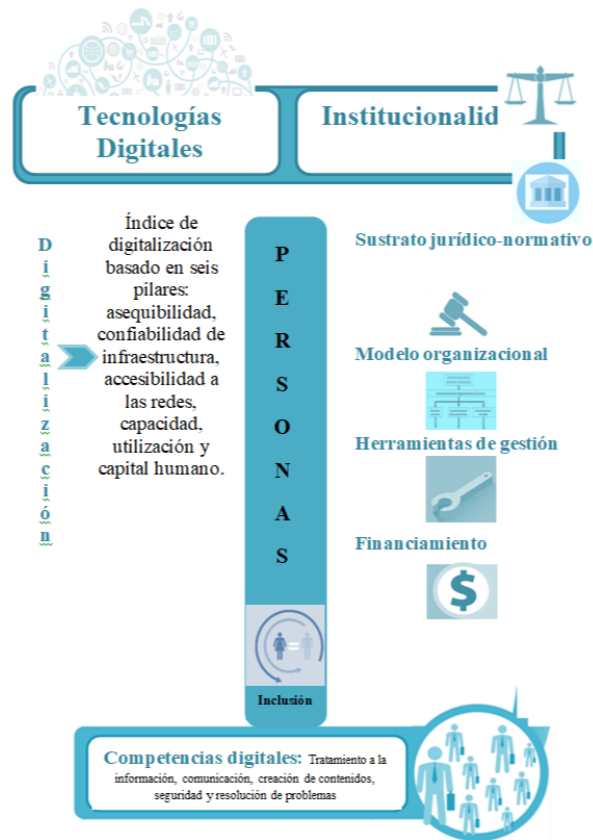 Tecnologías
Digitales
Institucionalid
Digitalización
Índice de
digitalización
basado en seis
pilares:
asequibilidad,
confiabilidad de
infraestructura,
accesibilidad a
las redes,
capacidad,
utilización y
capital humano.
PERSONAS
Inclusión
Sustrato jurídico-normativo
Modelo organizacional
Herramientas de gestión
Financiamiento
$
Competencias digitales: Tratamiento a la
información, comunicación, creación de contenidos,
seguridad y resolución de problemas